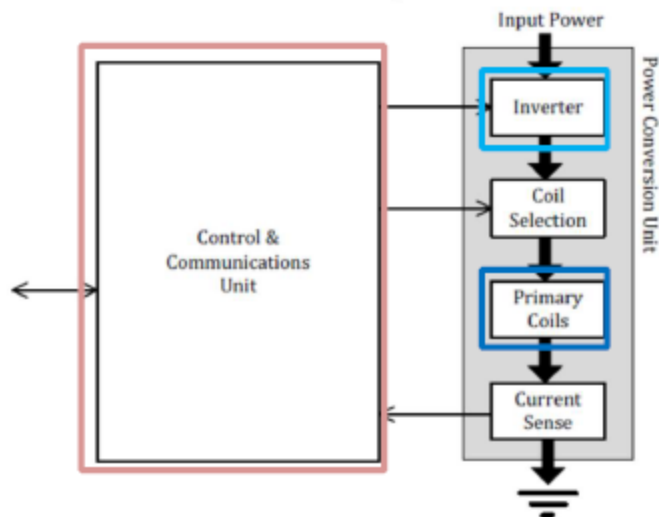 Input Power
Inverter
Coil
Selection
Primary
Coils
Current
Sense
Power Conversion Unit
Control &
Communications
Unit